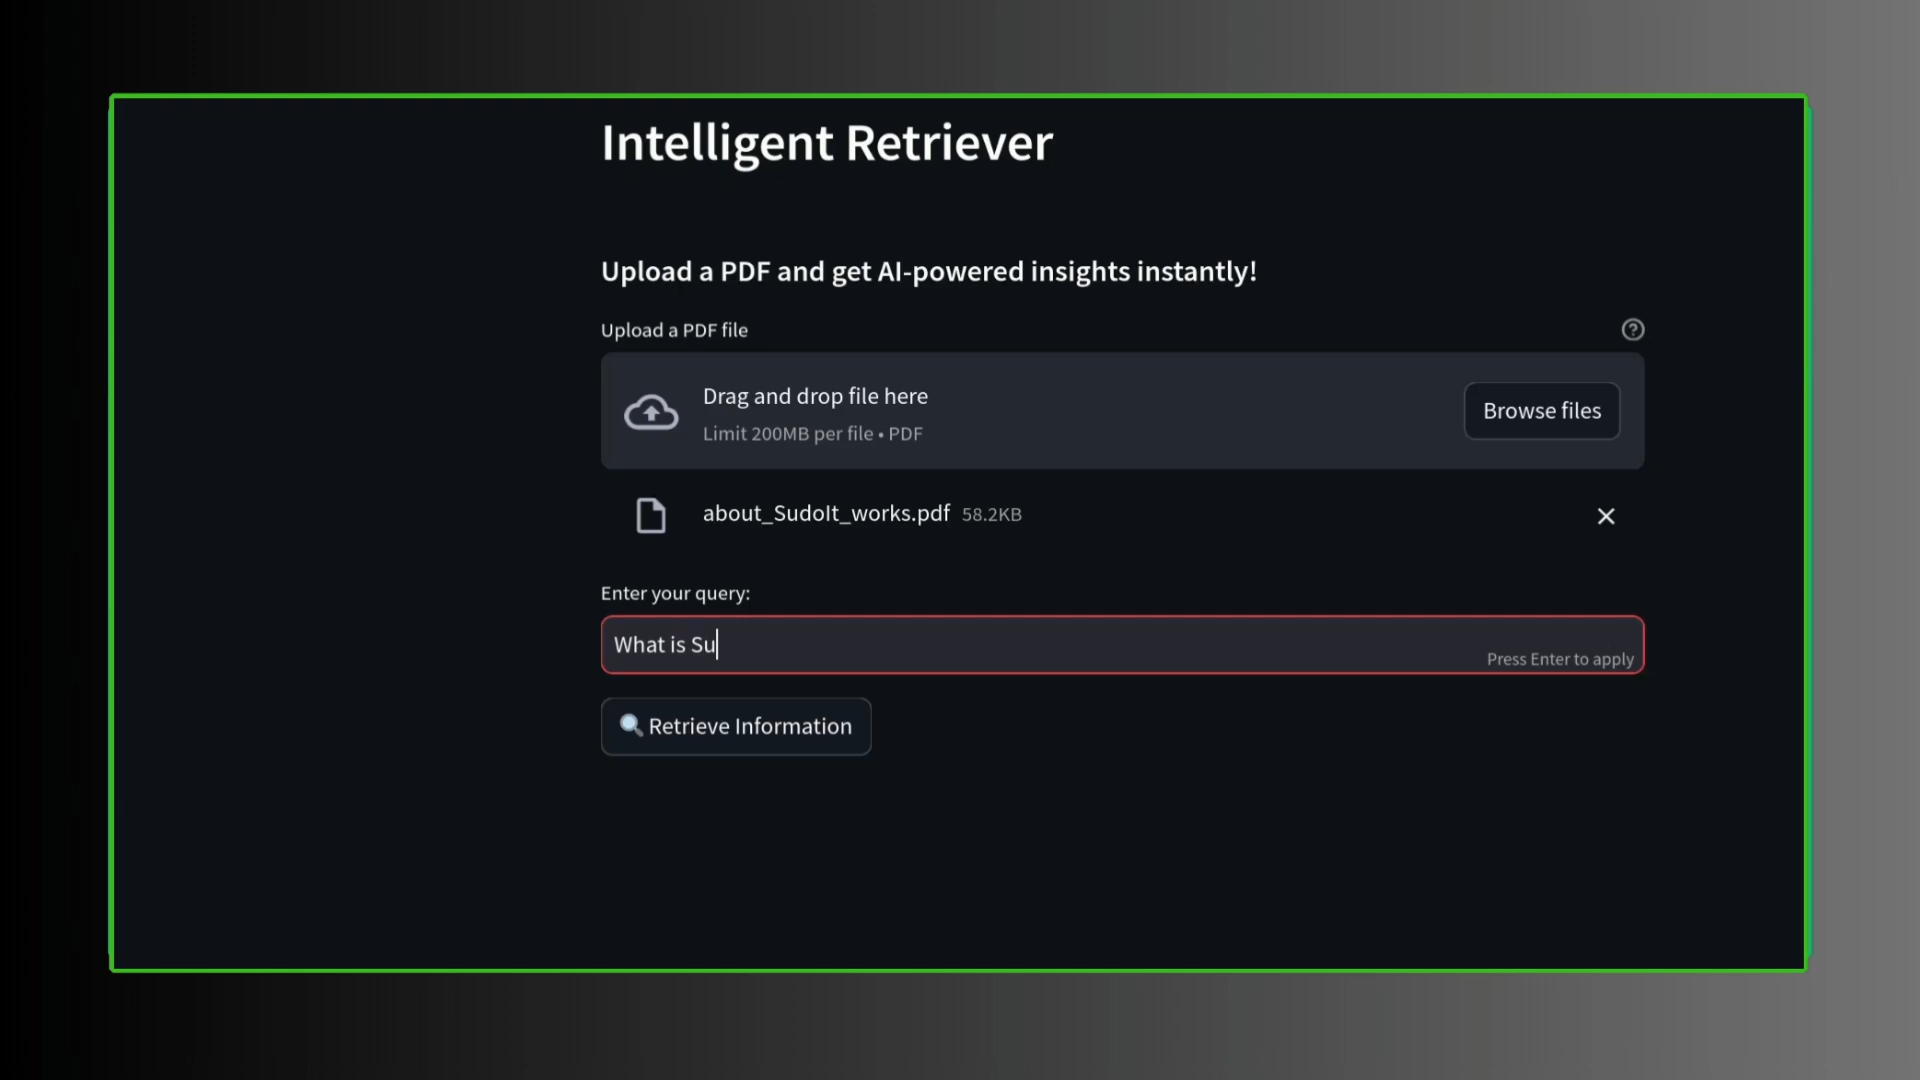 Intelligent Retriever
Upload a PDF and get AI-powered insights instantly!
Upload a PDF file
Drag and drop file here
Limit 200MB per file • PDF
Browse files
about_SudoIt_works.pdf 58.2KB
Enter your query:
What is Su
Press Enter to apply
🔍 Retrieve Information